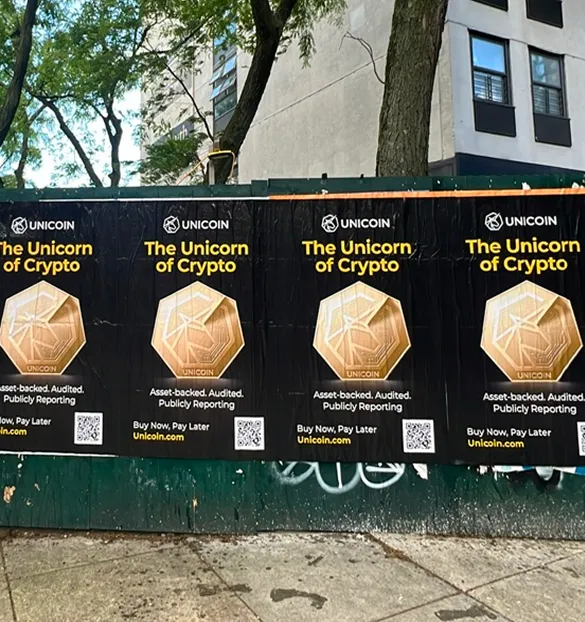 UNICOIN
The Unicorn
of Crypto
UNICOIN
Asset-backed. Audited.
Publicly Reporting
Now, Pay Later
in.com
UNICOIN
The Unicorn
of Crypto
UNICOIN
Asset-backed. Audited.
Publicly Reporting
Buy Now, Pay Later
Unicoin.com
UNICOIN
The Unicorn
of Crypto
UNICOIN
Asset-backed. Audited.
Publicly Reporting
Buy Now, Pay Later
Unicoin.com
UNICOIN
The Unicorn
of Crypto
UNICOIN
Asset-backed. Audited.
Publicly Reporting
Buy Now, Pay Later
Unicoin.com